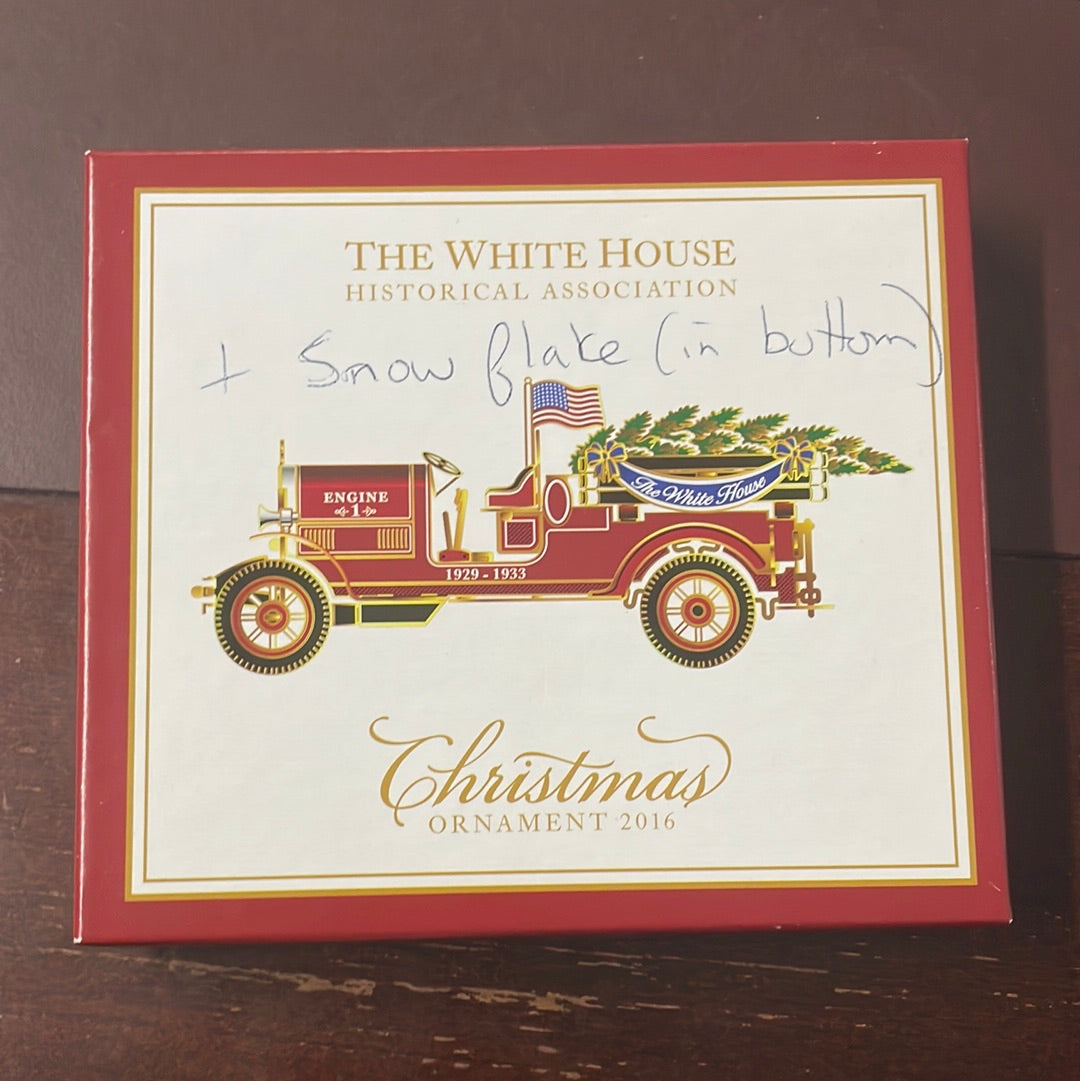 THE WHITE HOUSE
HISTORICAL ASSOCIATION
+ Snow flake (in bottom)
The White House
ENGINE
1
1929 - 1933
Christmas
ORNAMENT 2016